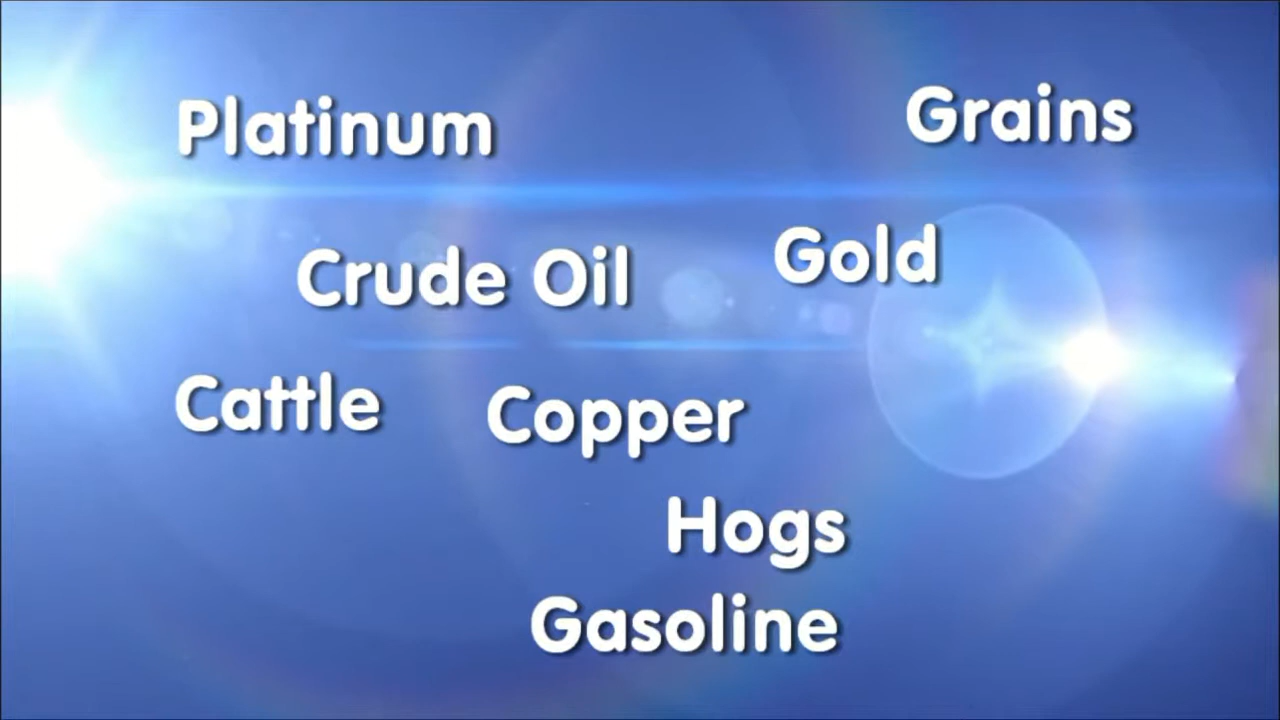 Platinum
Grains
Crude Oil
Gold
Cattle
Copper
Hogs
Gasoline